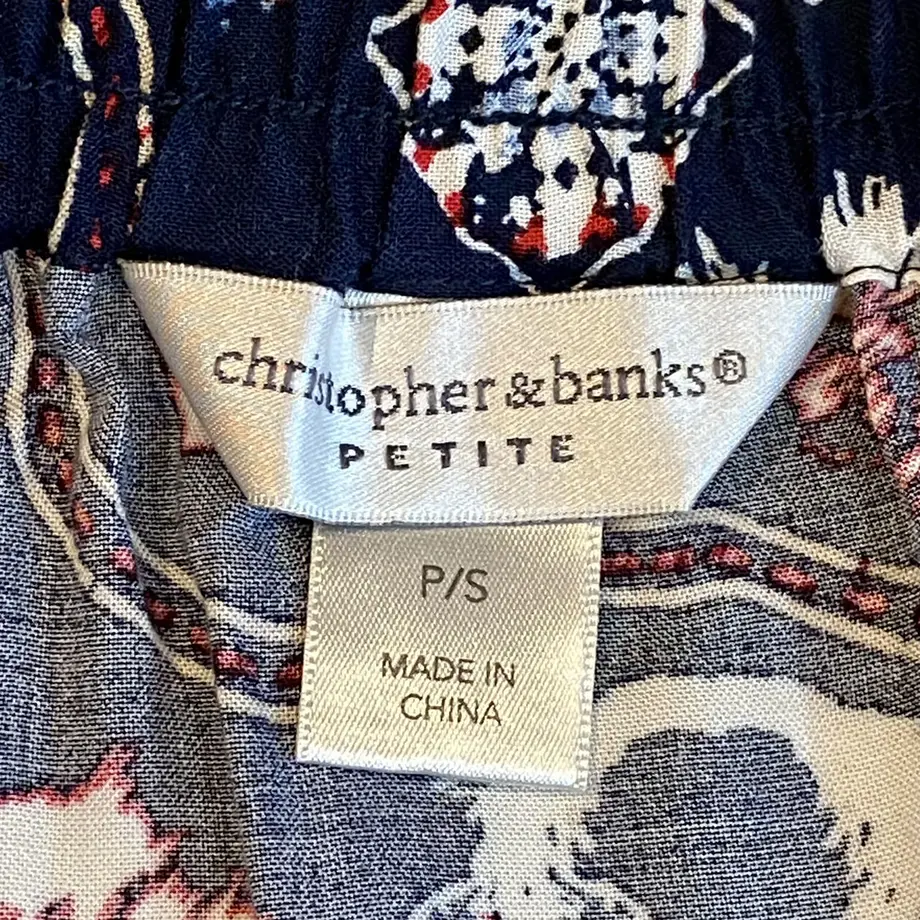 christopher & banks®
PETITE
P/S
MADE IN
CHINA